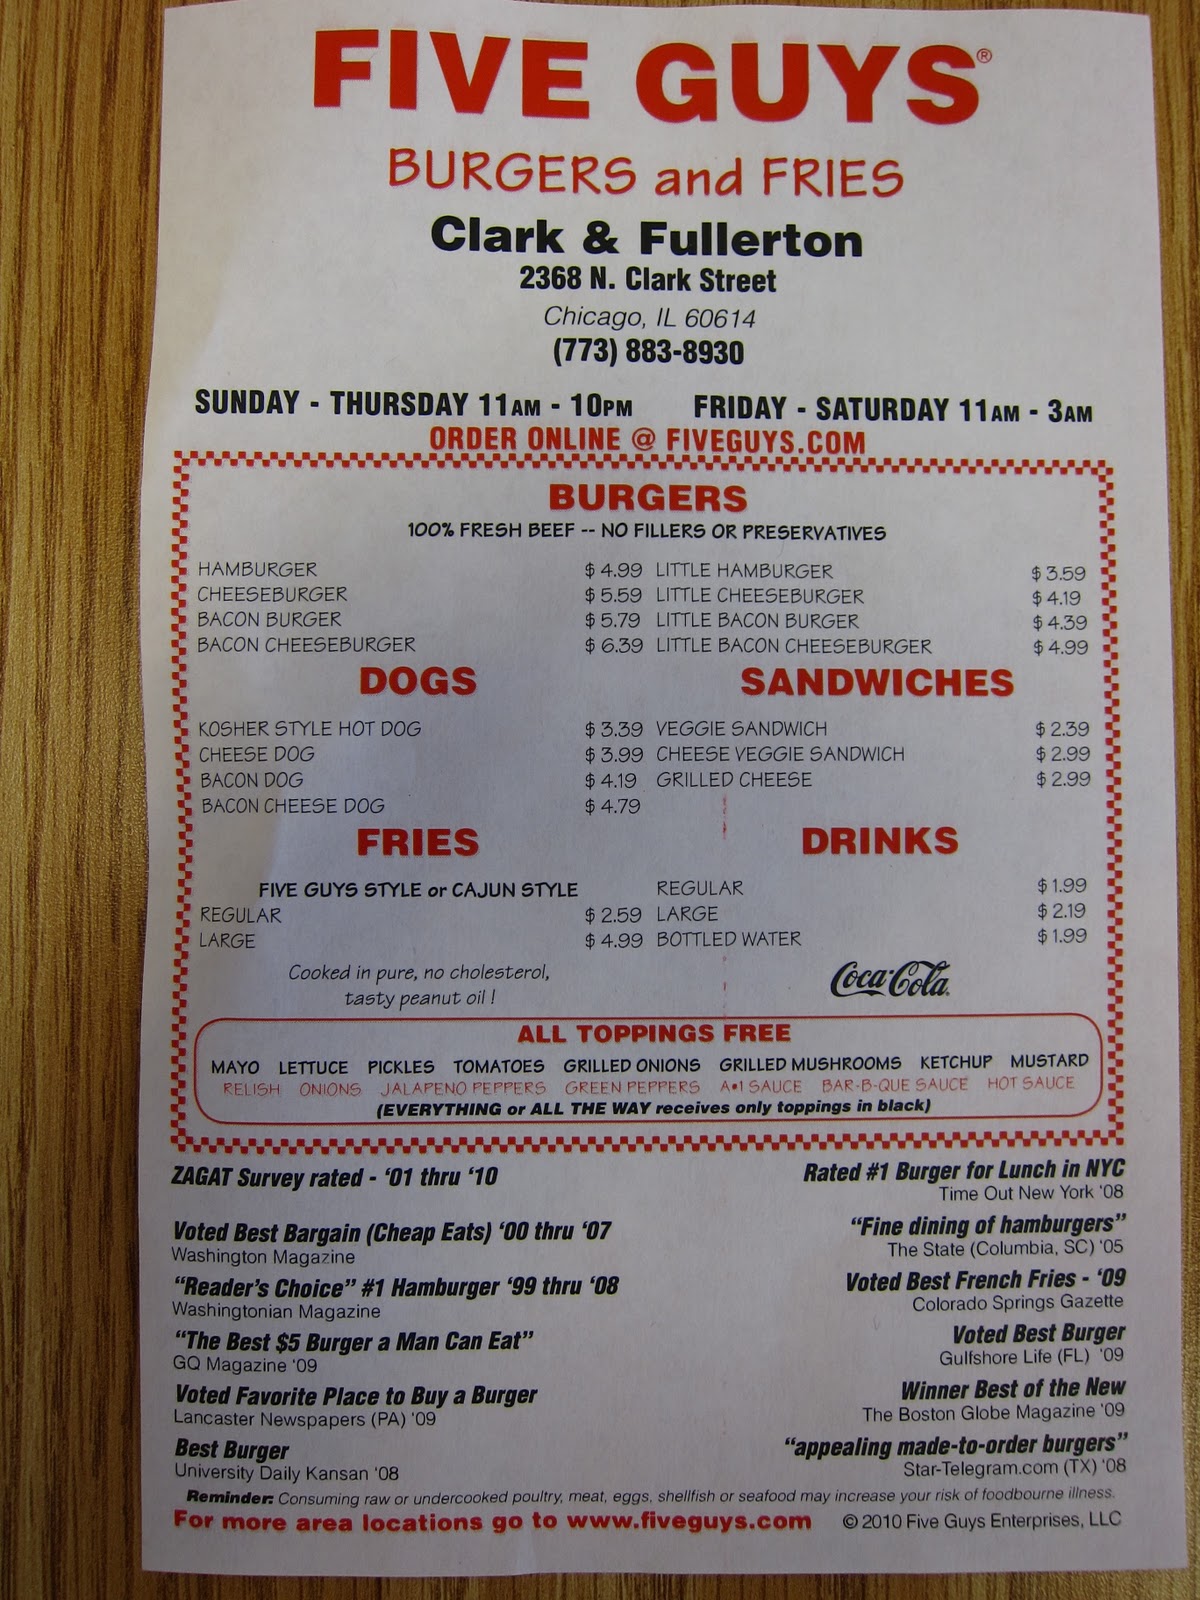 FIVE GUYS®
BURGERS and FRIES
Clark & Fullerton
2368 N. Clark Street
Chicago, IL 60614
(773) 883-8930
SUNDAY - THURSDAY 11AM - 10PM FRIDAY - SATURDAY 11AM - 3AM
ORDER ONLINE @ FIVEGUYS.COM
BURGERS
100% FRESH BEEF -- NO FILLERS OR PRESERVATIVES
HAMBURGER $ 4.99 LITTLE HAMBURGER $ 3.59
CHEESEBURGER $ 5.59 LITTLE CHEESEBURGER $ 4.19
BACON BURGER $ 5.79 LITTLE BACON BURGER $ 4.39
BACON CHEESEBURGER $ 6.39 LITTLE BACON CHEESEBURGER $ 4.99
DOGS SANDWICHES
KOSHER STYLE HOT DOG $ 3.39 VEGGIE SANDWICH $ 2.39
CHEESE DOG $ 3.99 CHEESE VEGGIE SANDWICH $ 2.99
BACON DOG $ 4.19 GRILLED CHEESE $ 2.99
BACON CHEESE DOG $ 4.79
FRIES DRINKS
FIVE GUYS STYLE or CAJUN STYLE REGULAR $ 1.99
REGULAR $ 2.59 LARGE $ 2.19
LARGE $ 4.99 BOTTLED WATER $ 1.99
Cooked in pure, no cholesterol,
tasty peanut oil !
Coca-Cola
ALL TOPPINGS FREE
MAYO LETTUCE PICKLES TOMATOES GRILLED ONIONS GRILLED MUSHROOMS KETCHUP MUSTARD
RELISH ONIONS JALAPENO PEPPERS GREEN PEPPERS A•1 SAUCE BAR-B-QUE SAUCE HOT SAUCE
(EVERYTHING or ALL THE WAY receives only toppings in black)
ZAGAT Survey rated - ‘01 thru ‘10
Voted Best Bargain (Cheap Eats) ‘00 thru ‘07
Washington Magazine
“Reader’s Choice” #1 Hamburger ‘99 thru ‘08
Washingtonian Magazine
“The Best $5 Burger a Man Can Eat”
GQ Magazine ‘09
Voted Favorite Place to Buy a Burger
Lancaster Newspapers (PA) ‘09
Best Burger
University Daily Kansan ‘08
Rated #1 Burger for Lunch in NYC
Time Out New York ‘08
“Fine dining of hamburgers”
The State (Columbia, SC) ‘05
Voted Best French Fries - ‘09
Colorado Springs Gazette
Voted Best Burger
Gulfshore Life (FL) ‘09
Winner Best of the New
The Boston Globe Magazine ‘09
“appealing made-to-order burgers”
Star-Telegram.com (TX) ‘08
Reminder: Consuming raw or undercooked poultry, meat, eggs, shellfish or seafood may increase your risk of foodbourne illness.
For more area locations go to www.fiveguys.com © 2010 Five Guys Enterprises, LLC